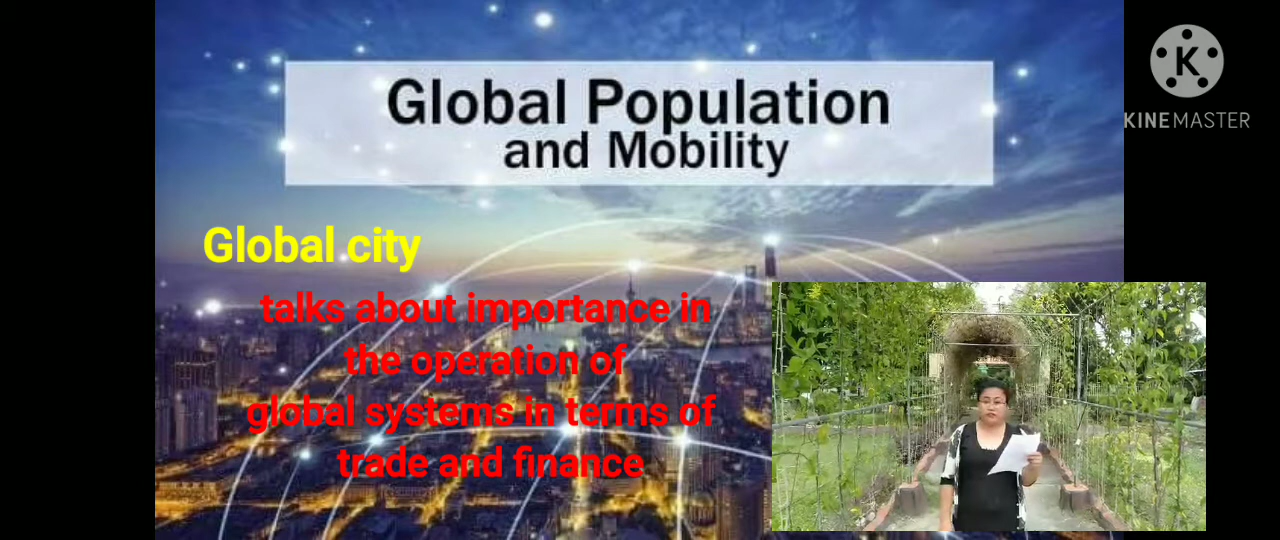 Global Population
and Mobility
KINEMASTER
Global city
talks about importance in
the operation of
global systems in terms of
trade and finance